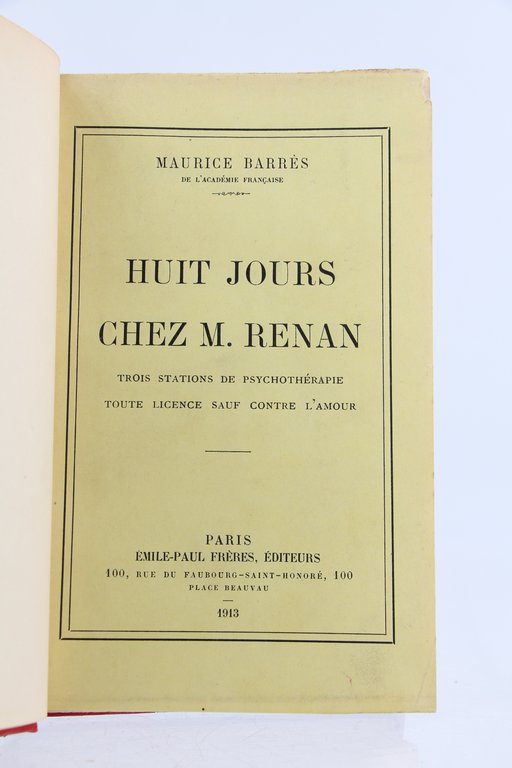 MAURICE BARRÈS
DE L'ACADÉMIE FRANÇAISE
HUIT JOURS
CHEZ M. RENAN
TROIS STATIONS DE PSYCHOTHÉRAPIE
TOUTE LICENCE SAUF CONTRE L'AMOUR
PARIS
ÉMILE-PAUL FRÈRES, ÉDITEURS
100, RUE DU FAUBOURG-SAINT-HONORÉ, 100
PLACE BEAUVAU
1913